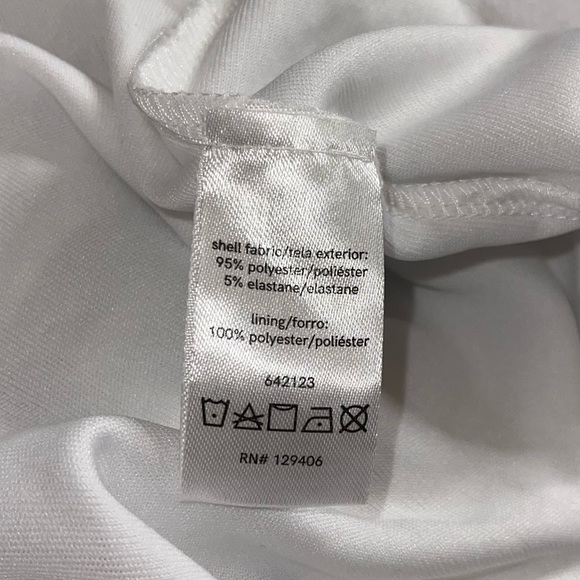 shell fabric/tela exterior:
95% polyester/poliéster
5% elastane/elastane
lining/forro:
100% polyester/poliéster
642123
RN# 129406